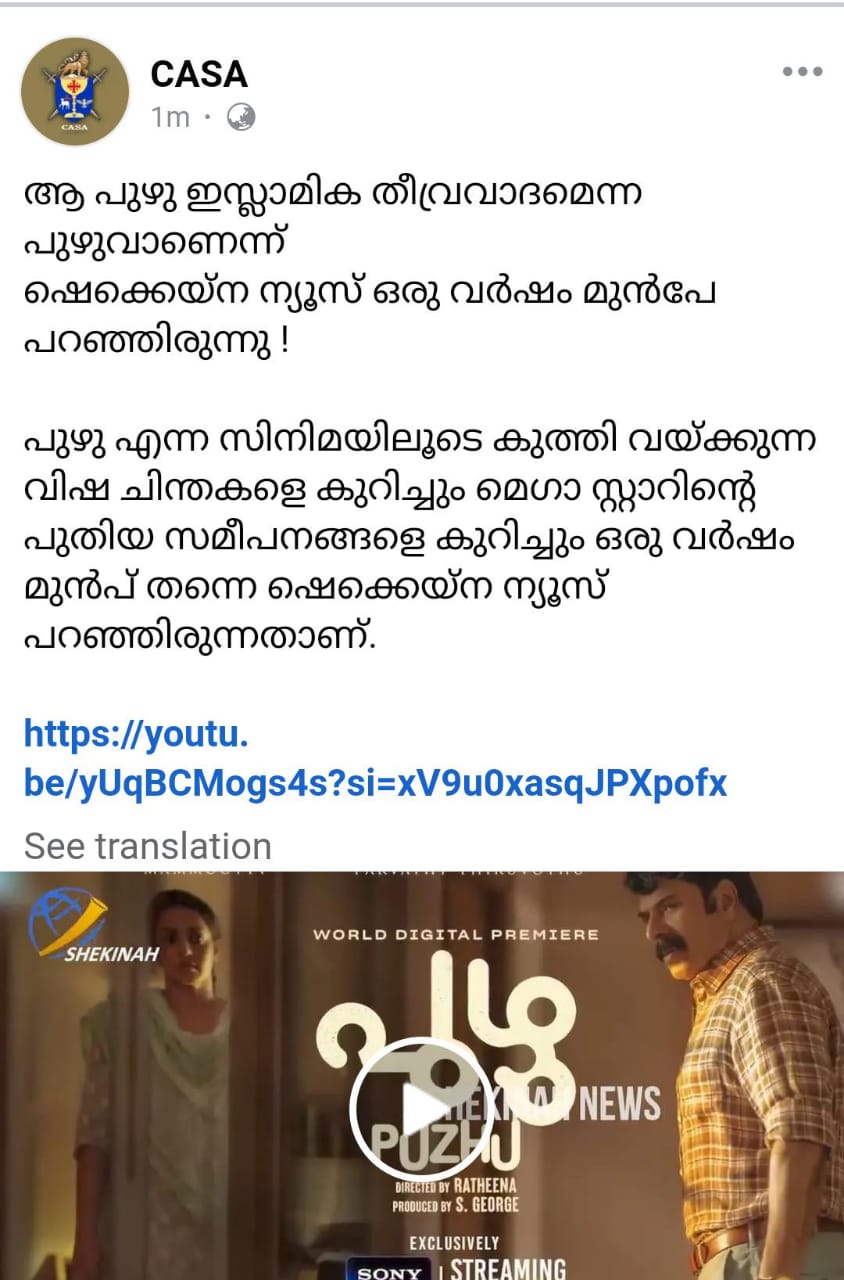 CASA
CASA
1m
ആ പുഴു ഇസ്ലാമിക തീവ്രവാദമെന്ന
പുഴുവാണെന്ന്
ഷെക്കെയ്ന ന്യൂസ് ഒരു വർഷം മുൻപേ
പറഞ്ഞിരുന്നു !
പുഴു എന്ന സിനിമയിലൂടെ കുത്തി വയ്ക്കുന്ന
വിഷ ചിന്തകളെ കുറിച്ചും മെഗാ സ്റ്റാറിന്റെ
പുതിയ സമീപനങ്ങളെ കുറിച്ചും ഒരു വർഷം
മുൻപ് തന്നെ ഷെക്കെയ്ന ന്യൂസ്
പറഞ്ഞിരുന്നതാണ്.
https://youtu.
be/yUqBCMogs4s?si=xV9u0xasqJPXpofx
See translation
SHEKINAH
WORLD DIGITAL PREMIERE
പുഴു
SHEKINAH NEWS
PUZHU
DIRECTED BY RATHEENA
PRODUCED BY S. GEORGE
EXCLUSIVELY
SONY | STREAMING